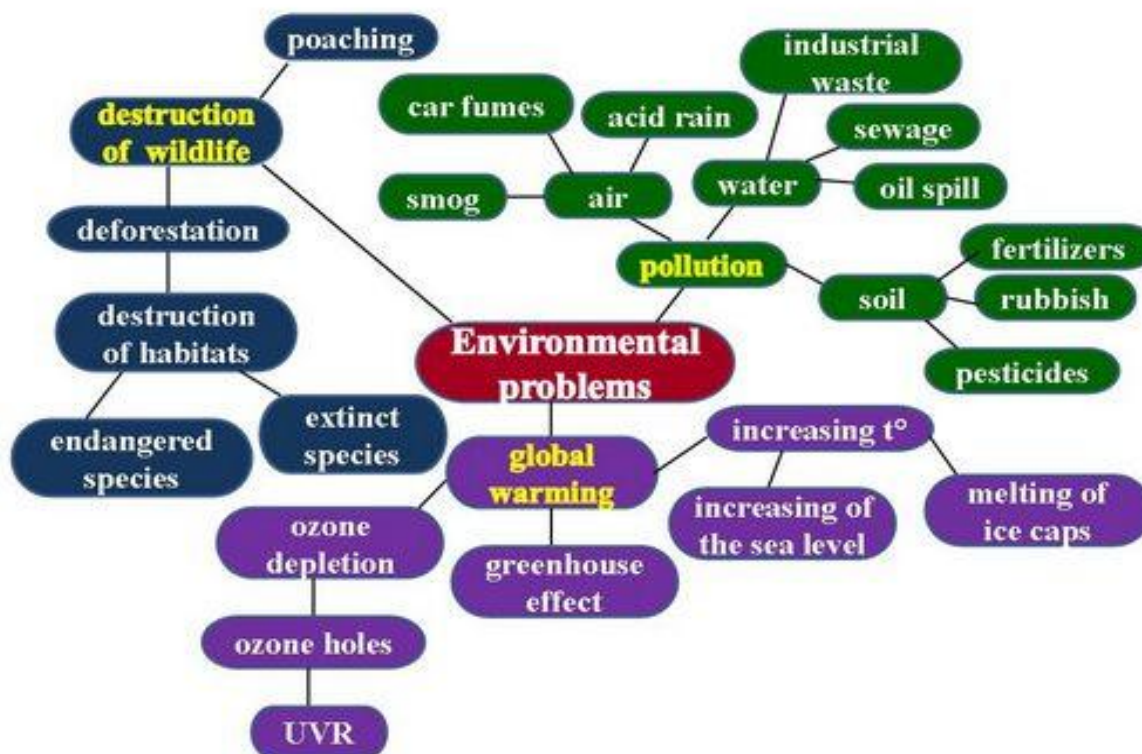 poaching
destruction
of wildlife
deforestation
destruction
of habitats
endangered
species
extinct
species
car fumes
acid rain
smog
air
industrial
waste
sewage
water
oil spill
pollution
fertilizers
soil
rubbish
pesticides
Environmental
problems
global
warming
increasing t°
increasing of
the sea level
melting of
ice caps
ozone
depletion
greenhouse
effect
ozone holes
UVR